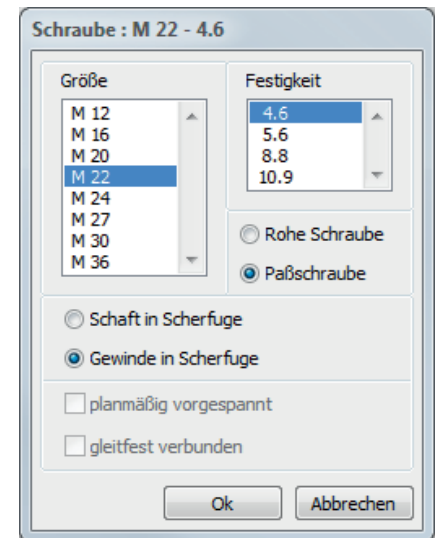 Schraube : M 22 - 4.6
Größe
M 12
M 16
M 20
M 22
M 24
M 27
M 30
M 36
Festigkeit
4.6
5.6
8.8
10.9
Rohe Schraube
Paßschraube
Schaft in Scherfuge
Gewinde in Scherfuge
planmäßig vorgespannt
gleitfest verbunden
Ok
Abbrechen